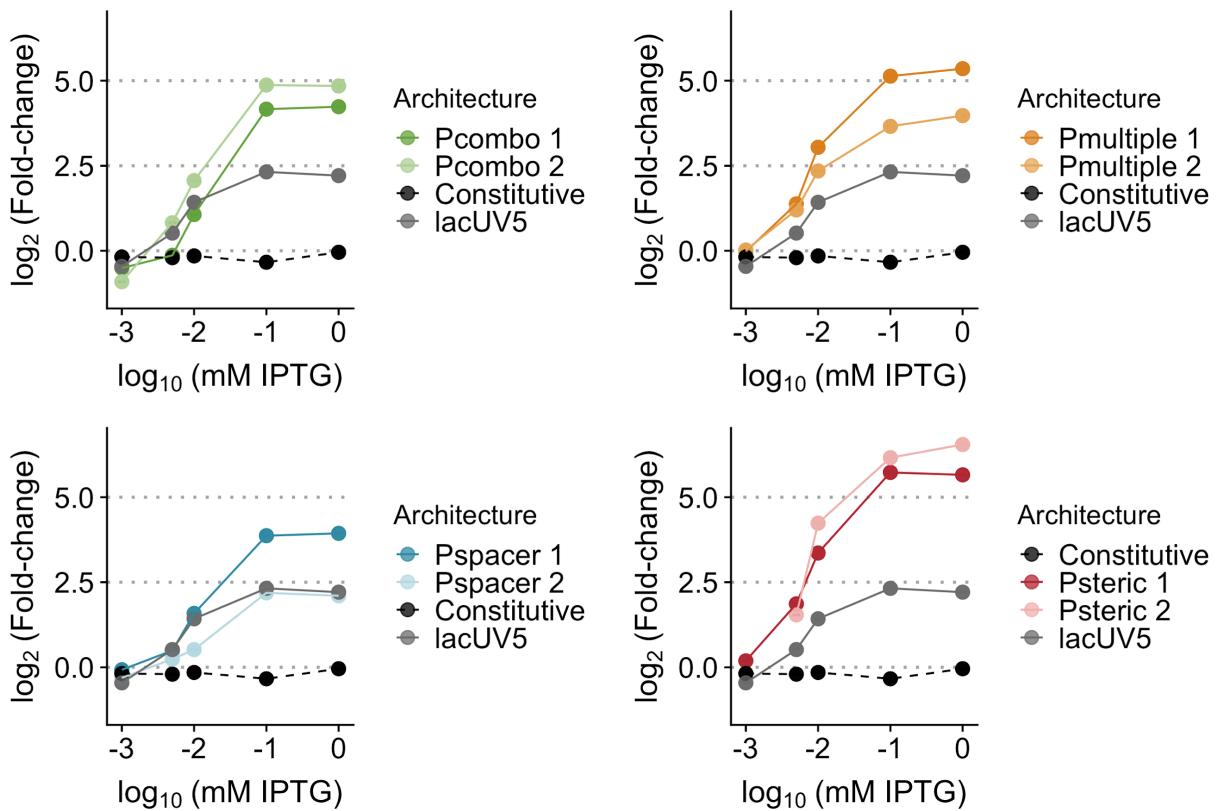 log2 (Fold-change)
5.0
2.5
0.0
-3 -2 -1 0
log10 (mM IPTG)
Architecture
Pcombo 1
Pcombo 2
Constitutive
lacUV5
log2 (Fold-change)
5.0
2.5
0.0
-3 -2 -1 0
log10 (mM IPTG)
Architecture
Pmultiple 1
Pmultiple 2
Constitutive
lacUV5
log2 (Fold-change)
5.0
2.5
0.0
-3 -2 -1 0
log10 (mM IPTG)
Architecture
Pspacer 1
Pspacer 2
Constitutive
lacUV5
log2 (Fold-change)
5.0
2.5
0.0
-3 -2 -1 0
log10 (mM IPTG)
Architecture
Constitutive
Psteric 1
Psteric 2
lacUV5